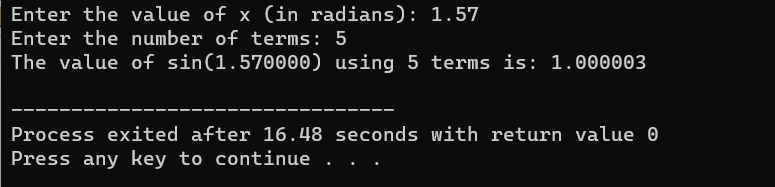 Enter the value of x (in radians): 1.57
Enter the number of terms: 5
The value of sin(1.570000) using 5 terms is: 1.000003
--------------------------------
Process exited after 16.48 seconds with return value 0
Press any key to continue . . .